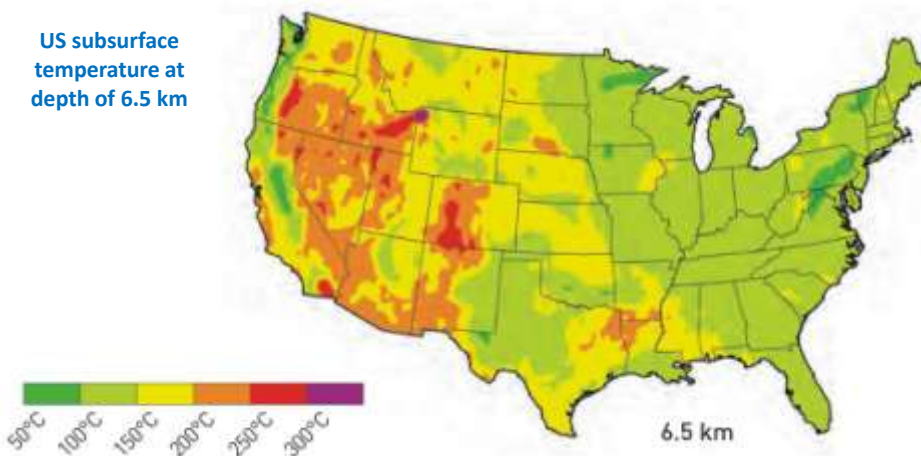 US subsurface
temperature at
depth of 6.5 km
50°C
100°C
150°C
200°C
250°C
300°C
6.5 km